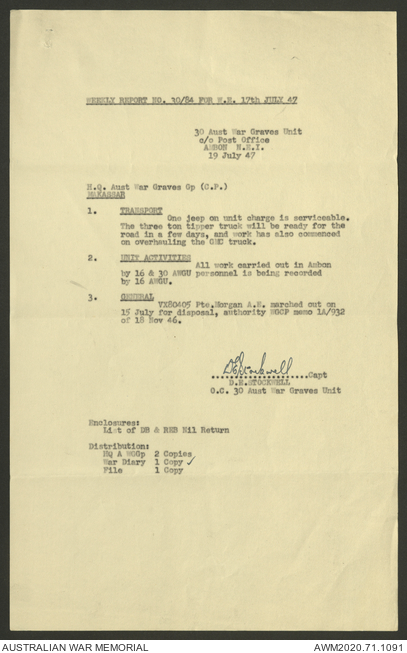 WEEKLY REPORT NO. 30/84 FOR W.E. 17th JULY 47
30 Aust War Graves Unit
c/o Post Office
AMBON N.E.I.
19 July 47
H.Q. Aust War Graves Gp (C.P.)
MAKASSAR
1. TRANSPORT
One jeep on unit charge is serviceable.
The three ton tipper truck will be ready for the
road in a few days, and work has also commenced
on overhauling the GMC truck.
2. UNIT ACTIVITIES
All work carried out in Ambon
by 16 & 30 AWGU personnel is being recorded
by 16 AWGU.
3. GENERAL
VX80405 Pte.Morgan A.E. marched out on
15 July for disposal, authority WGCP memo 1A/932
of 18 Nov 46.
DEStockwell
....................Capt
D.E.STOCKWELL
O.C. 30 Aust War Graves Unit
Enclosures:
List of DB & REB Nil Return
Distribution:
HQ A WGGp 2 Copies
War Diary 1 Copy ✓
File 1 Copy
AUSTRALIAN WAR MEMORIAL
AWM2020.71.1091